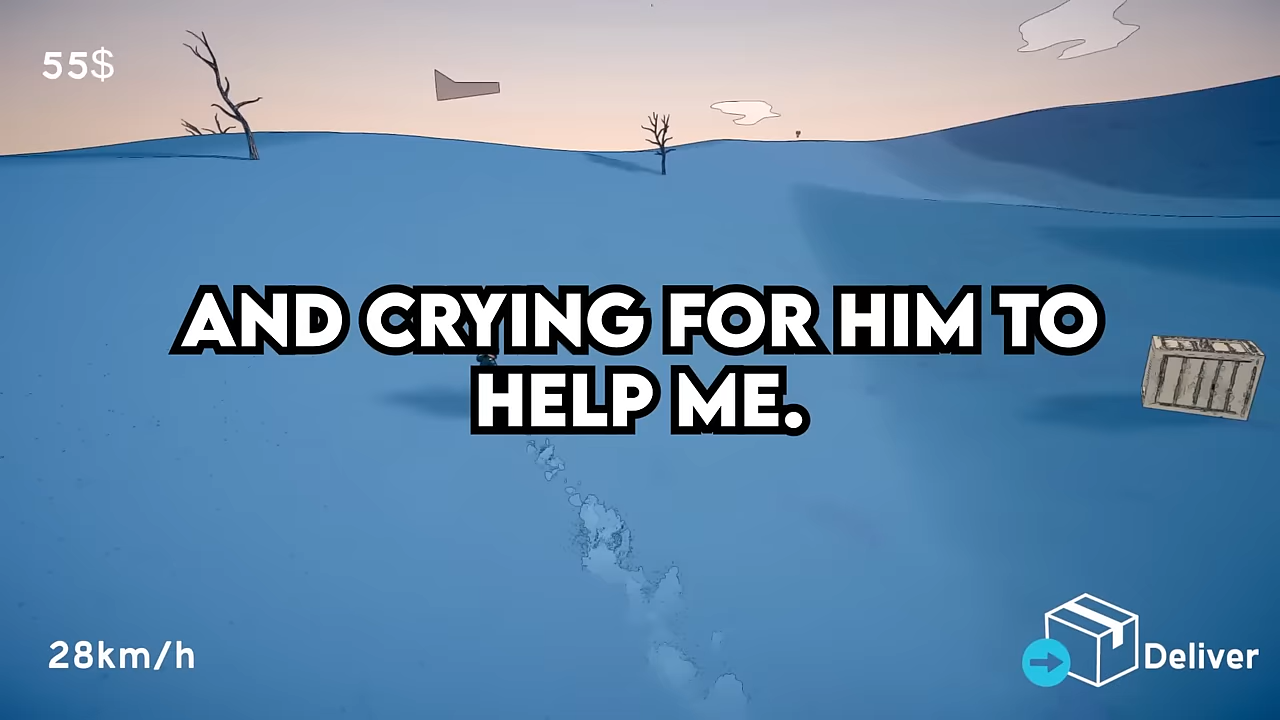 55$
AND CRYING FOR HIM TO
HELP ME.
28km/h
Deliver